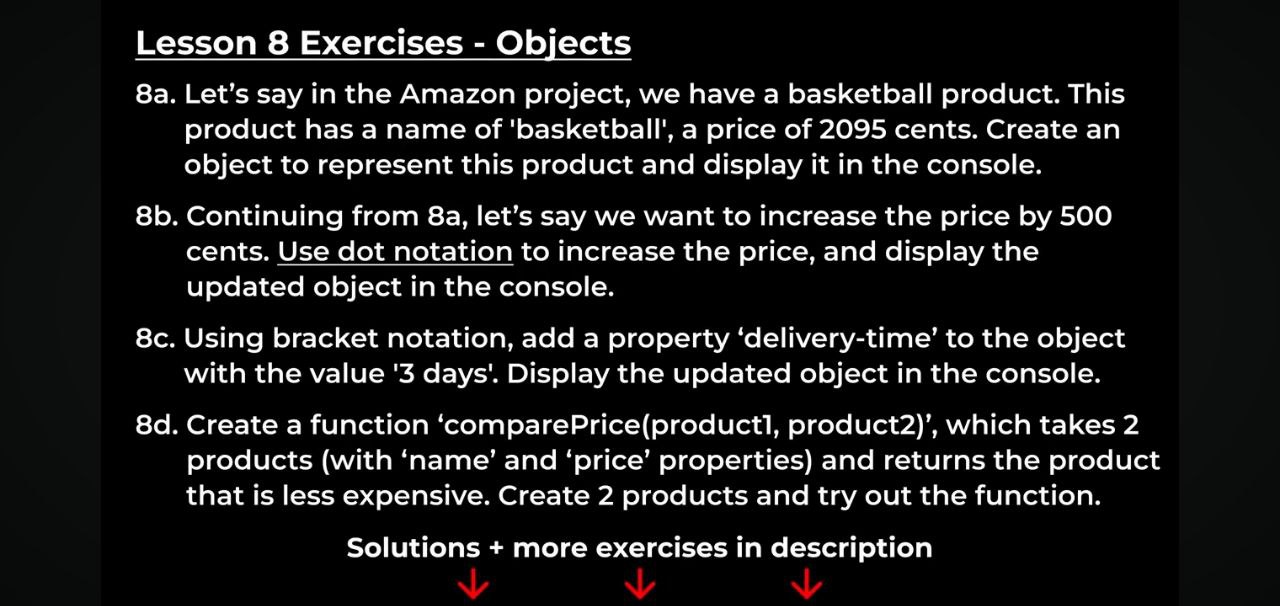 Lesson 8 Exercises - Objects
8a. Let’s say in the Amazon project, we have a basketball product. This
product has a name of 'basketball', a price of 2095 cents. Create an
object to represent this product and display it in the console.
8b. Continuing from 8a, let’s say we want to increase the price by 500
cents. Use dot notation to increase the price, and display the
updated object in the console.
8c. Using bracket notation, add a property ‘delivery-time’ to the object
with the value '3 days'. Display the updated object in the console.
8d. Create a function ‘comparePrice(product1, product2)’, which takes 2
products (with ‘name’ and ‘price’ properties) and returns the product
that is less expensive. Create 2 products and try out the function.
Solutions + more exercises in description